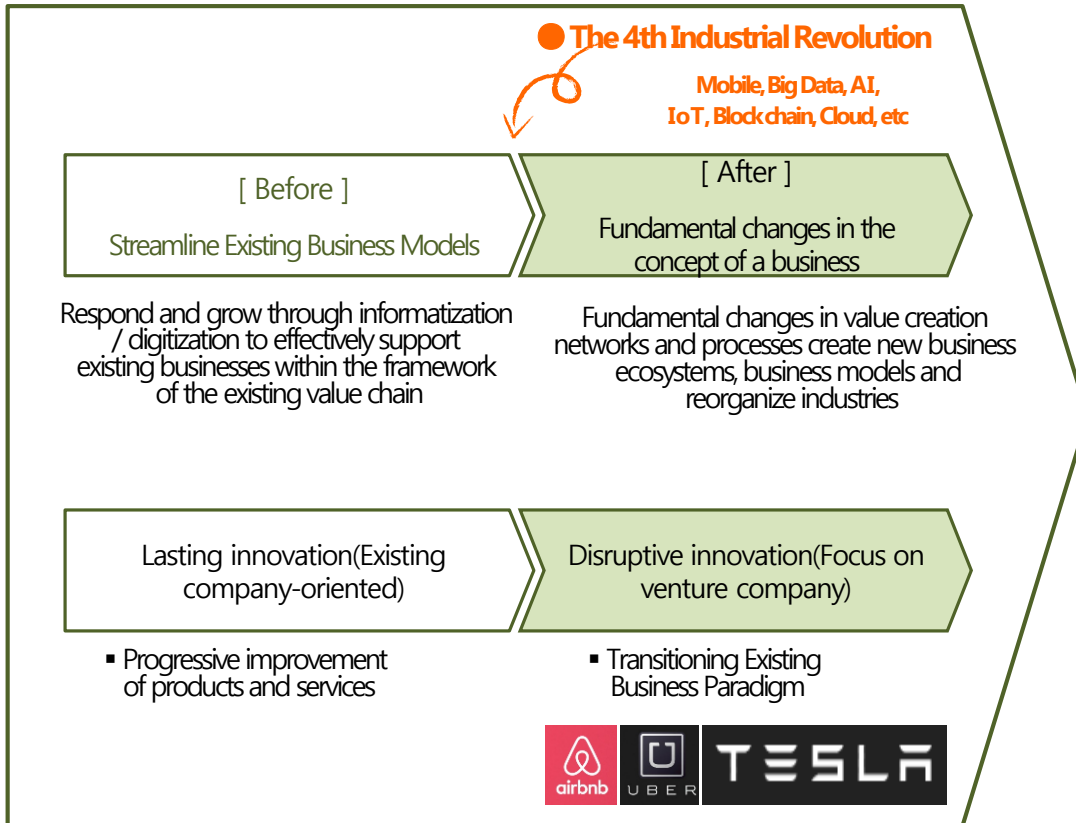 The 4th Industrial Revolution
Mobile, Big Data, AI,
IoT, Blockchain, Cloud, etc
[ Before ]
Streamline Existing Business Models
[ After ]
Fundamental changes in the
concept of a business
Respond and grow through informatization
/ digitization to effectively support
existing businesses within the framework
of the existing value chain
Fundamental changes in value creation
networks and processes create new business
ecosystems, business models and
reorganize industries
Lasting innovation(Existing
company-oriented)
Disruptive innovation(Focus on
venture company)
▪ Progressive improvement
of products and services
▪ Transitioning Existing
Business Paradigm
airbnb
UBER
TESLA